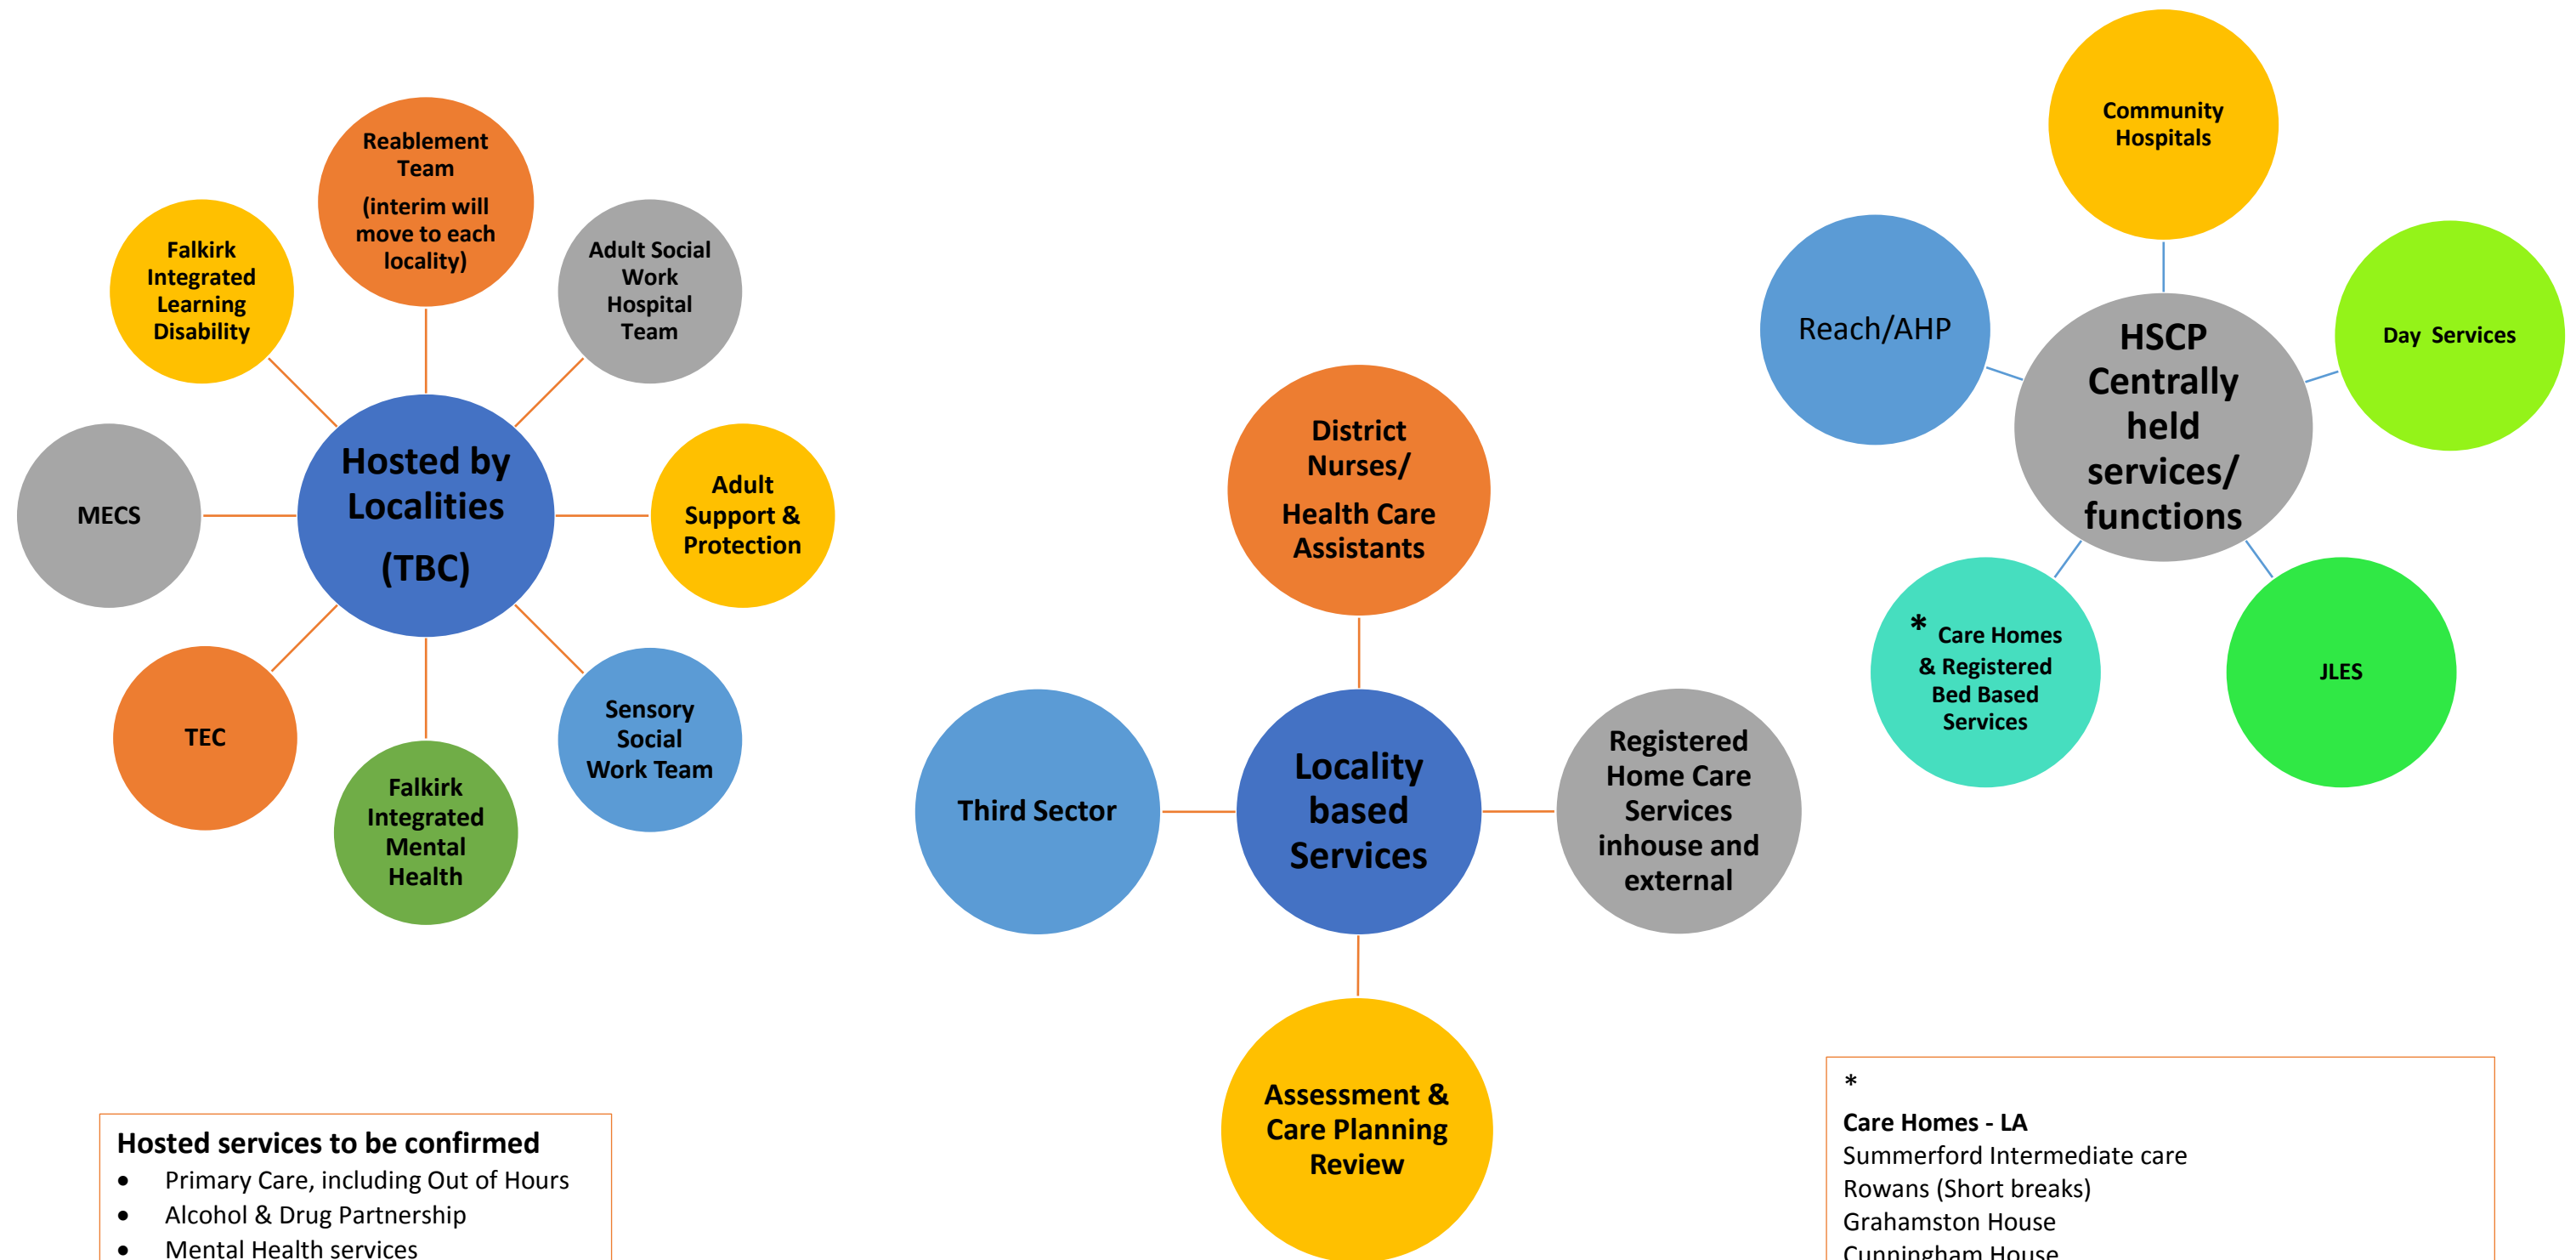 Reablement
Team
(interim will
move to each
locality)
Adult Social
Work
Hospital
Team
Adult
Support &
Protection
Sensory
Social
Work Team
Falkirk
Integrated
Mental
Health
TEC
MECS
Falkirk
Integrated
Learning
Disability
Hosted by
Localities
(TBC)
District
Nurses/
Health Care
Assistants
Registered
Home Care
Services
inhouse and
external
Assessment &
Care Planning
Review
Third Sector
Locality
based
Services
Community
Hospitals
Day Services
JLES
* Care Homes
& Registered
Bed Based
Services
Reach/AHP
HSCP
Centrally
held
services/
functions
Hosted services to be confirmed
• Primary Care, including Out of Hours
• Alcohol & Drug Partnership
• Mental Health services
*
Care Homes - LA
Summerford Intermediate care
Rowans (Short breaks)
Grahamston House
Cunningham House